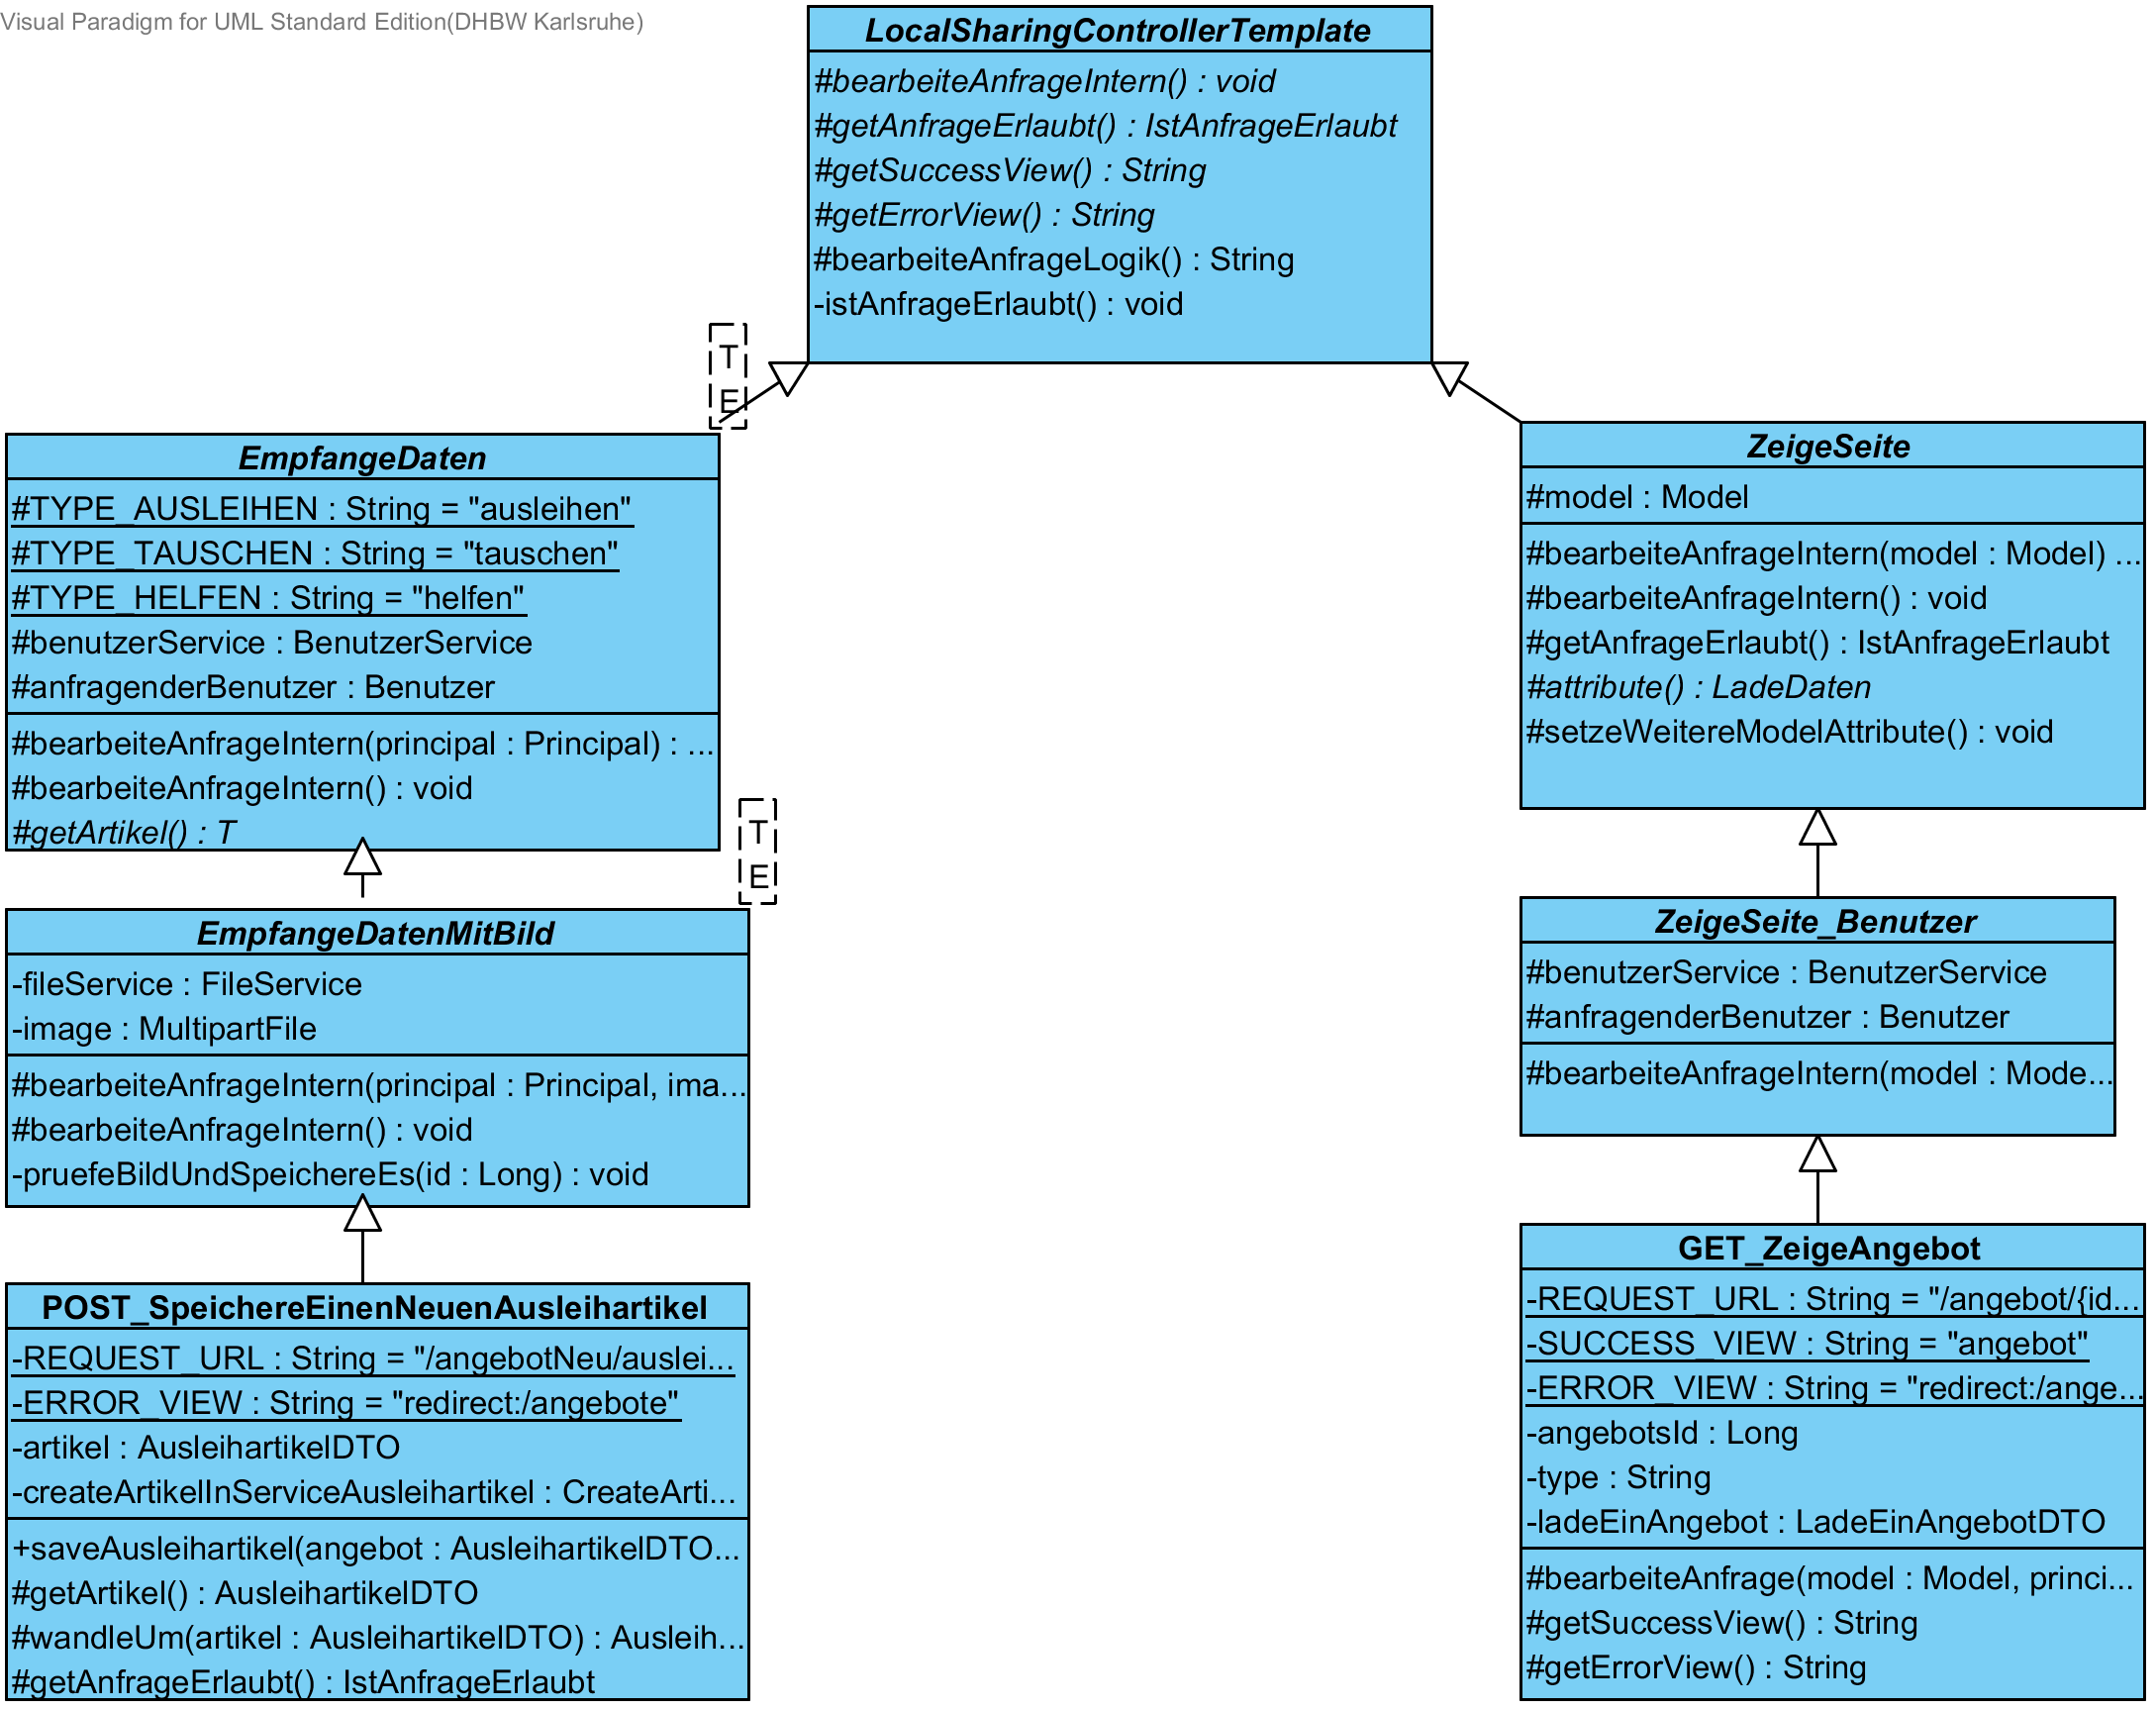 Visual Paradigm for UML Standard Edition(DHBW Karlsruhe)
LocalSharingControllerTemplate
#bearbeiteAnfrageIntern() : void
#getAnfrageErlaubt() : IstAnfrageErlaubt
#getSuccessView() : String
#getErrorView() : String
#bearbeiteAnfrageLogik() : String
-istAnfrageErlaubt() : void
T
E
EmpfangeDaten
#TYPE_AUSLEIHEN : String = "ausleihen"
#TYPE_TAUSCHEN : String = "tauschen"
#TYPE_HELFEN : String = "helfen"
#benutzerService : BenutzerService
#anfragenderBenutzer : Benutzer
#bearbeiteAnfrageIntern(principal : Principal) : ...
#bearbeiteAnfrageIntern() : void
#getArtikel() : T
T
E
EmpfangeDatenMitBild
-fileService : FileService
-image : MultipartFile
#bearbeiteAnfrageIntern(principal : Principal, ima...
#bearbeiteAnfrageIntern() : void
-pruefeBildUndSpeichereEs(id : Long) : void
POST_SpeichereEinenNeuenAusleihartikel
-REQUEST_URL : String = "/angebotNeu/auslei...
-ERROR_VIEW : String = "redirect:/angebote"
-artikel : AusleihartikelDTO
-createArtikelInServiceAusleihartikel : CreateArti...
+saveAusleihartikel(angebot : AusleihartikelDTO...
#getArtikel() : AusleihartikelDTO
#wandleUm(artikel : AusleihartikelDTO) : Ausleih...
#getAnfrageErlaubt() : IstAnfrageErlaubt
ZeigeSeite
#model : Model
#bearbeiteAnfrageIntern(model : Model) ...
#bearbeiteAnfrageIntern() : void
#getAnfrageErlaubt() : IstAnfrageErlaubt
#attribute() : LadeDaten
#setzeWeitereModelAttribute() : void
ZeigeSeite_Benutzer
#benutzerService : BenutzerService
#anfragenderBenutzer : Benutzer
#bearbeiteAnfrageIntern(model : Mode...
GET_ZeigeAngebot
-REQUEST_URL : String = "/angebot/{id...
-SUCCESS_VIEW : String = "angebot"
-ERROR_VIEW : String = "redirect:/ange...
-angebotsId : Long
-type : String
-ladeEinAngebot : LadeEinAngebotDTO
#bearbeiteAnfrage(model : Model, princi...
#getSuccessView() : String
#getErrorView() : String